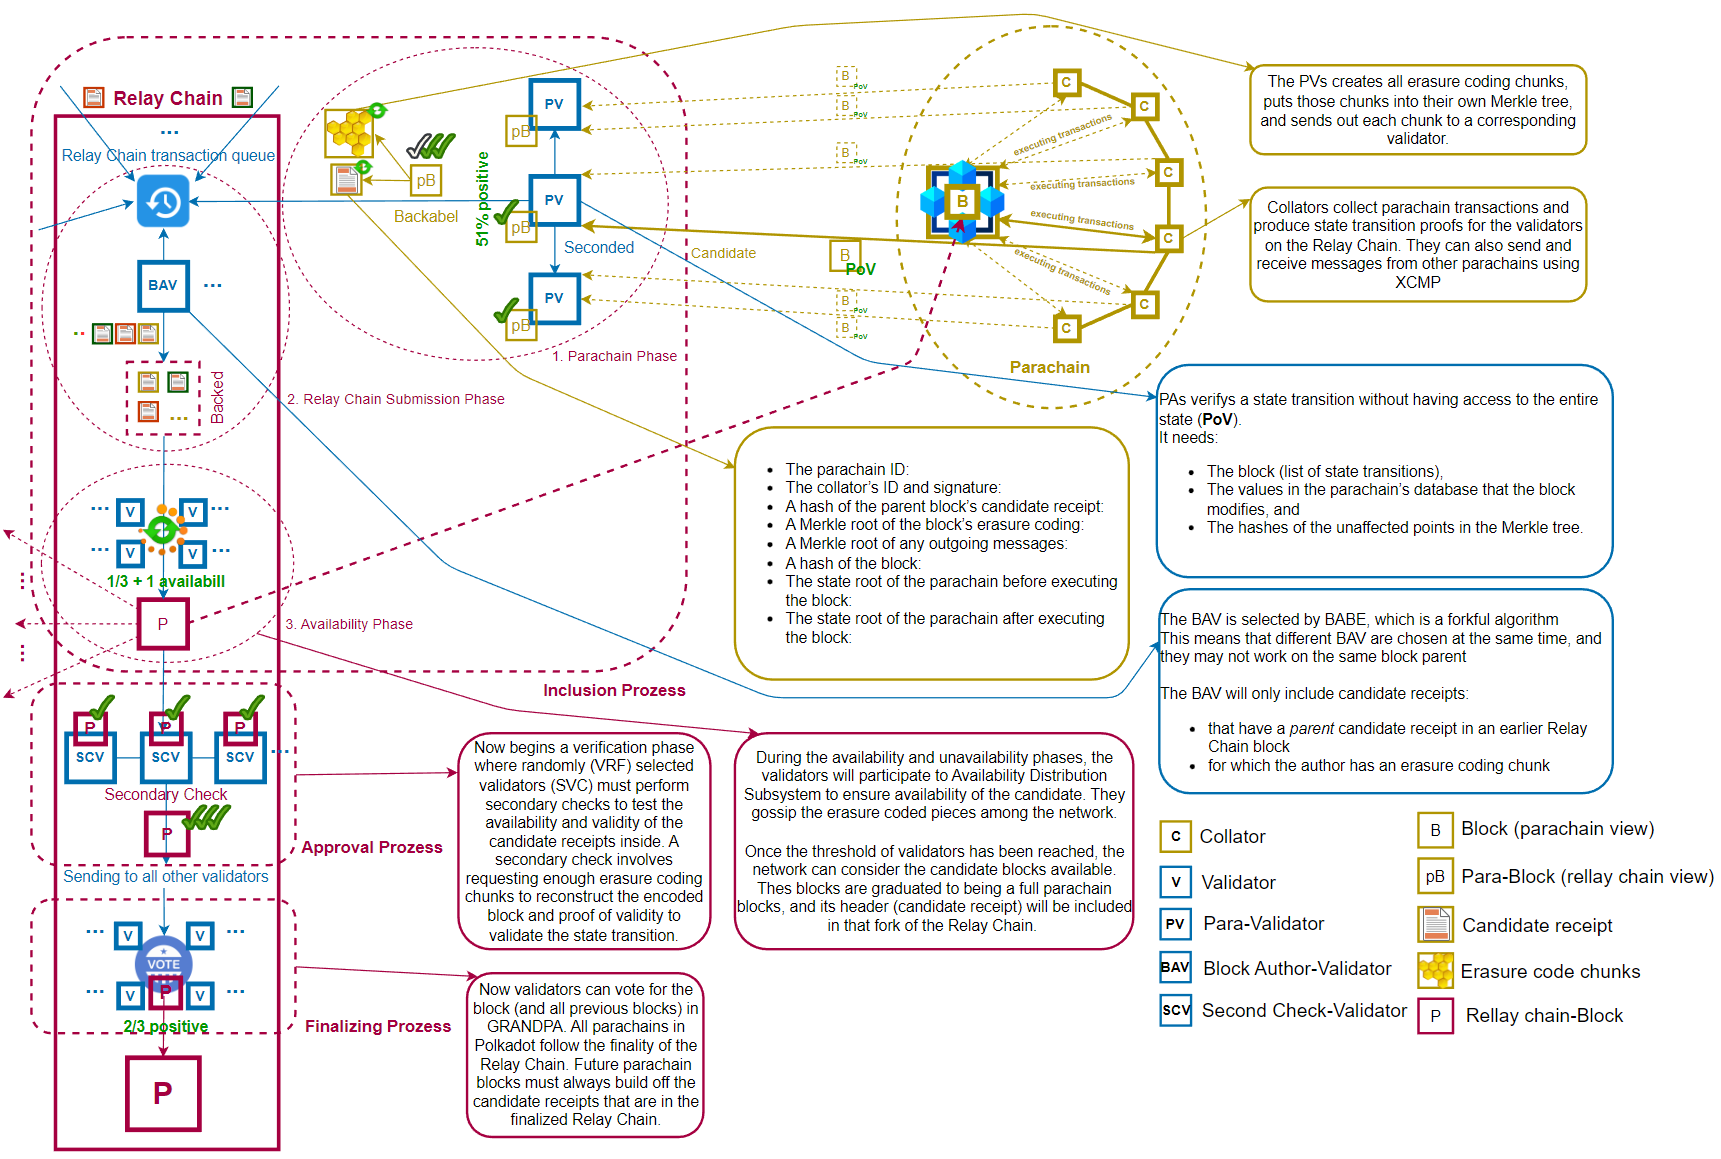 Relay Chain
...
Relay Chain transaction queue
BAV
...
..
Backed
...
2. Relay Chain Submission Phase
... V V ...
... V V ...
1/3 + 1 availabill
...
...
P
3. Availability Phase
Inclusion Prozess
P P P
SCV SCV SCV ...
Secondary Check
P
Approval Prozess
Sending to all other validators
... V V ...
VOTE
... V P V ...
2/3 positive
Finalizing Prozess
P
PV
pB
pB
Backabel
51% positive
PV
pB
Seconded
PV
pB
1. Parachain Phase
Candidate
B
PoV
B
PoV
B
PoV
B
PoV
B
PoV
B
PoV
C
C
C
C
C
C
executing transactions
executing transactions
executing transactions
executing transactions
B
Parachain
The PVs creates all erasure coding chunks,
puts those chunks into their own Merkle tree,
and sends out each chunk to a corresponding
validator.
Collators collect parachain transactions and
produce state transition proofs for the validators
on the Relay Chain. They can also send and
receive messages from other parachains using
XCMP
PAs verifys a state transition without having access to the entire
state (PoV).
It needs:
• The block (list of state transitions),
• The values in the parachain's database that the block
modifies, and
• The hashes of the unaffected points in the Merkle tree.
• The parachain ID:
• The collator's ID and signature:
• A hash of the parent block's candidate receipt:
• A Merkle root of the block's erasure coding:
• A Merkle root of any outgoing messages:
• A hash of the block:
• The state root of the parachain before executing
the block:
• The state root of the parachain after executing
the block:
The BAV is selected by BABE, which is a forkful algorithm
This means that different BAV are chosen at the same time, and
they may not work on the same block parent
The BAV will only include candidate receipts:
• that have a parent candidate receipt in an earlier Relay
Chain block
• for which the author has an erasure coding chunk
Now begins a verification phase
where randomly (VRF) selected
validators (SVC) must perform
secondary checks to test the
availability and validity of the
candidate receipts inside. A
secondary check involves
requesting enough erasure coding
chunks to reconstruct the encoded
block and proof of validity to
validate the state transition.
During the availability and unavailability phases, the
validators will participate to Availability Distribution
Subsystem to ensure availability of the candidate. They
gossip the erasure coded pieces among the network.
Once the threshold of validators has been reached, the
network can consider the candidate blocks available.
Thes blocks are graduated to being a full parachain
blocks, and its header (candidate receipt) will be included
in that fork of the Relay Chain.
Now validators can vote for the
block (and all previous blocks) in
GRANDPA. All parachains in
Polkadot follow the finality of the
Relay Chain. Future parachain
blocks must always build off the
candidate receipts that are in the
finalized Relay Chain.
C Collator
V Validator
PV Para-Validator
BAV Block Author-Validator
SCV Second Check-Validator
B Block (parachain view)
pB Para-Block (rellay chain view)
Candidate receipt
Erasure code chunks
P Rellay chain-Block